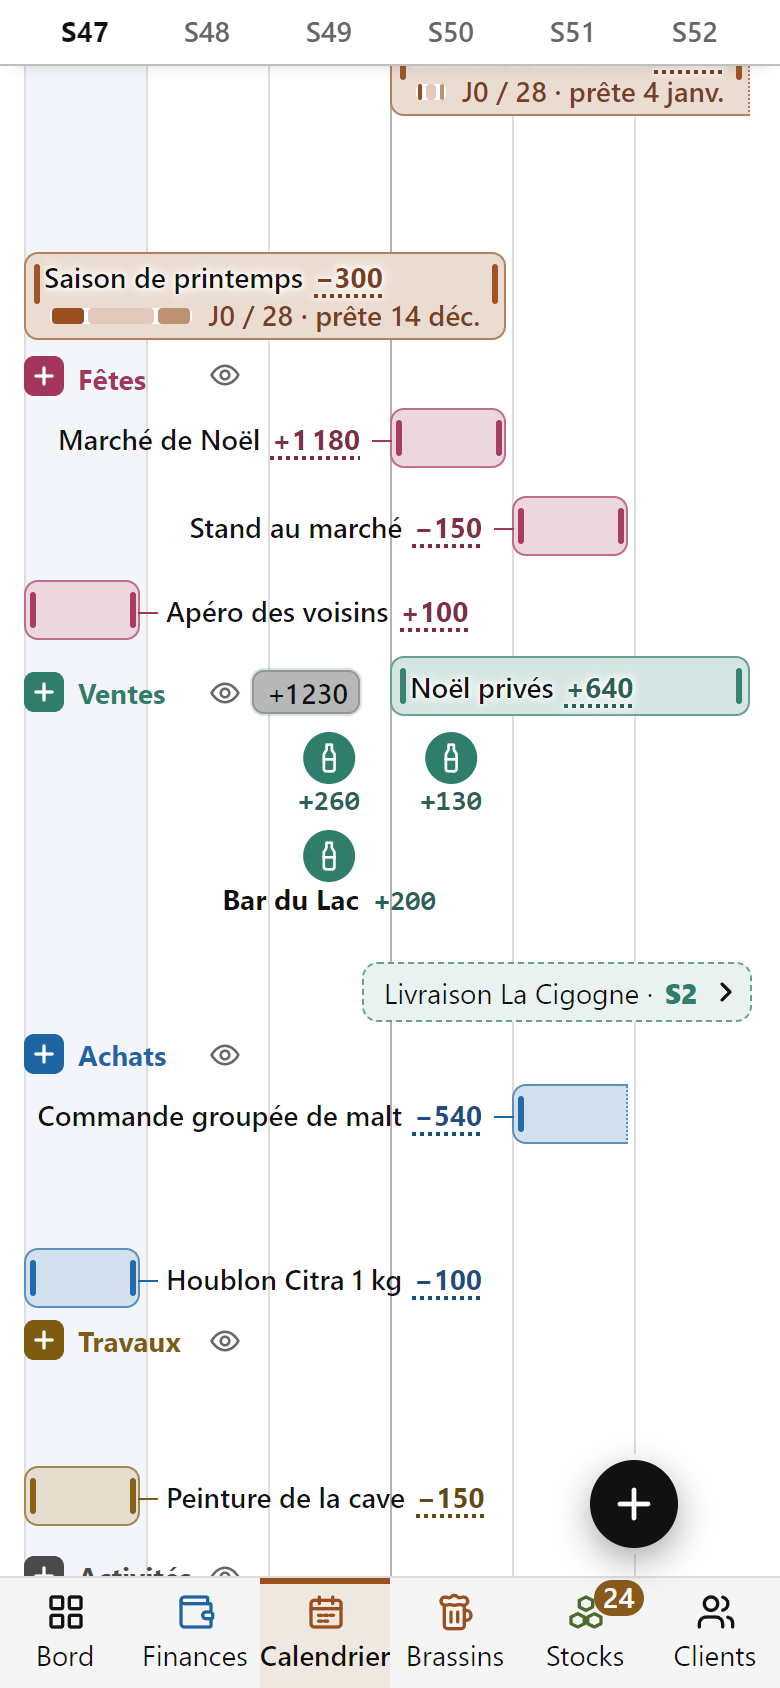 S47 S48 S49 S50 S51 S52
J0 / 28 · prête 4 janv.
Saison de printemps −300
J0 / 28 · prête 14 déc.
Fêtes
Marché de Noël +1 180
Stand au marché −150
Apéro des voisins +100
Ventes +1230 Noël privés +640
+260 +130
Bar du Lac +200
Livraison La Cigogne · S2
Achats
Commande groupée de malt −540
Houblon Citra 1 kg −100
Travaux
Peinture de la cave −150
Activités
24
Bord Finances Calendrier Brassins Stocks Clients